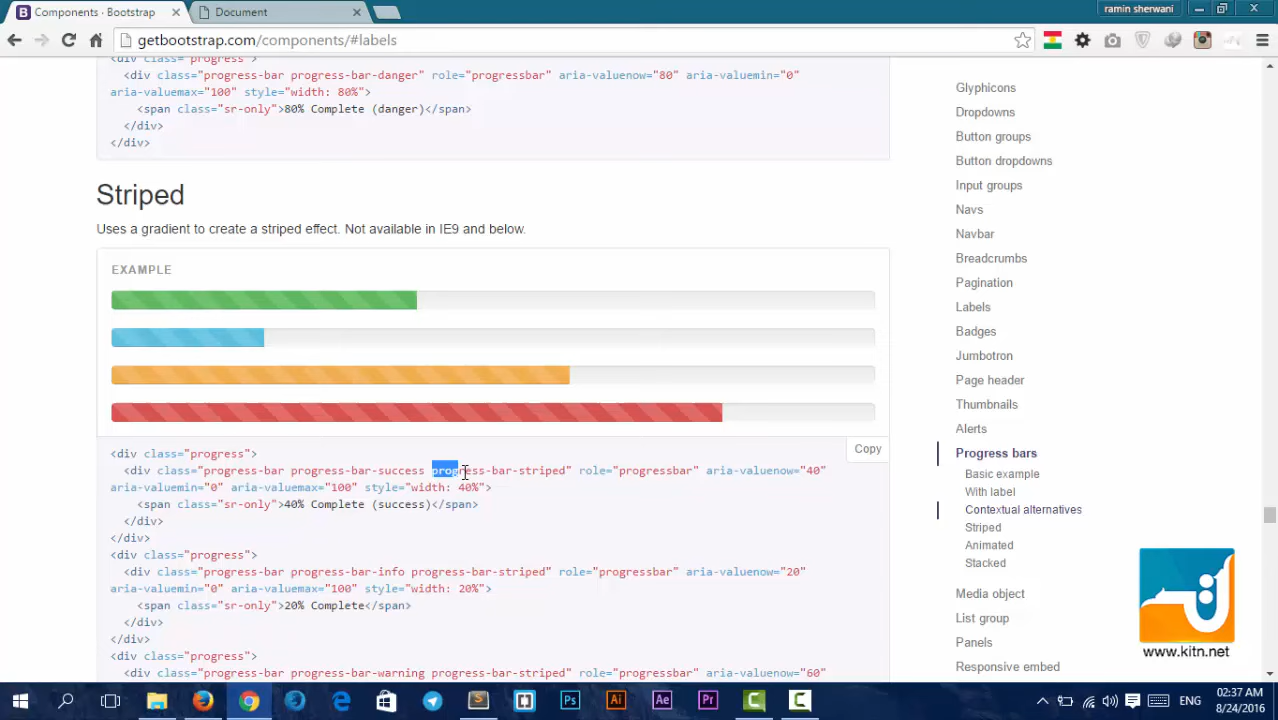 Components · Bootstrap
Document
ramin sherwani
getbootstrap.com/components/#labels
<div class="progress">
<div class="progress-bar progress-bar-danger" role="progressbar" aria-valuenow="80" aria-valuemin="0"
aria-valuemax="100" style="width: 80%">
<span class="sr-only">80% Complete (danger)</span>
</div>
</div>
Striped
Uses a gradient to create a striped effect. Not available in IE9 and below.
EXAMPLE
Copy
<div class="progress">
<div class="progress-bar progress-bar-success progress-bar-striped" role="progressbar" aria-valuenow="40"
aria-valuemin="0" aria-valuemax="100" style="width: 40%">
<span class="sr-only">40% Complete (success)</span>
</div>
</div>
<div class="progress">
<div class="progress-bar progress-bar-info progress-bar-striped" role="progressbar" aria-valuenow="20"
aria-valuemin="0" aria-valuemax="100" style="width: 20%">
<span class="sr-only">20% Complete</span>
</div>
</div>
<div class="progress">
<div class="progress-bar progress-bar-warning progress-bar-striped" role="progressbar" aria-valuenow="60"
Glyphicons
Dropdowns
Button groups
Button dropdowns
Input groups
Navs
Navbar
Breadcrumbs
Pagination
Labels
Badges
Jumbotron
Page header
Thumbnails
Alerts
Progress bars
Basic example
With label
Contextual alternatives
Striped
Animated
Stacked
Media object
List group
Panels
Responsive embed
www.kitn.net
Ps
Ai
Ae
Pr
ENG
02:37 AM
8/24/2016